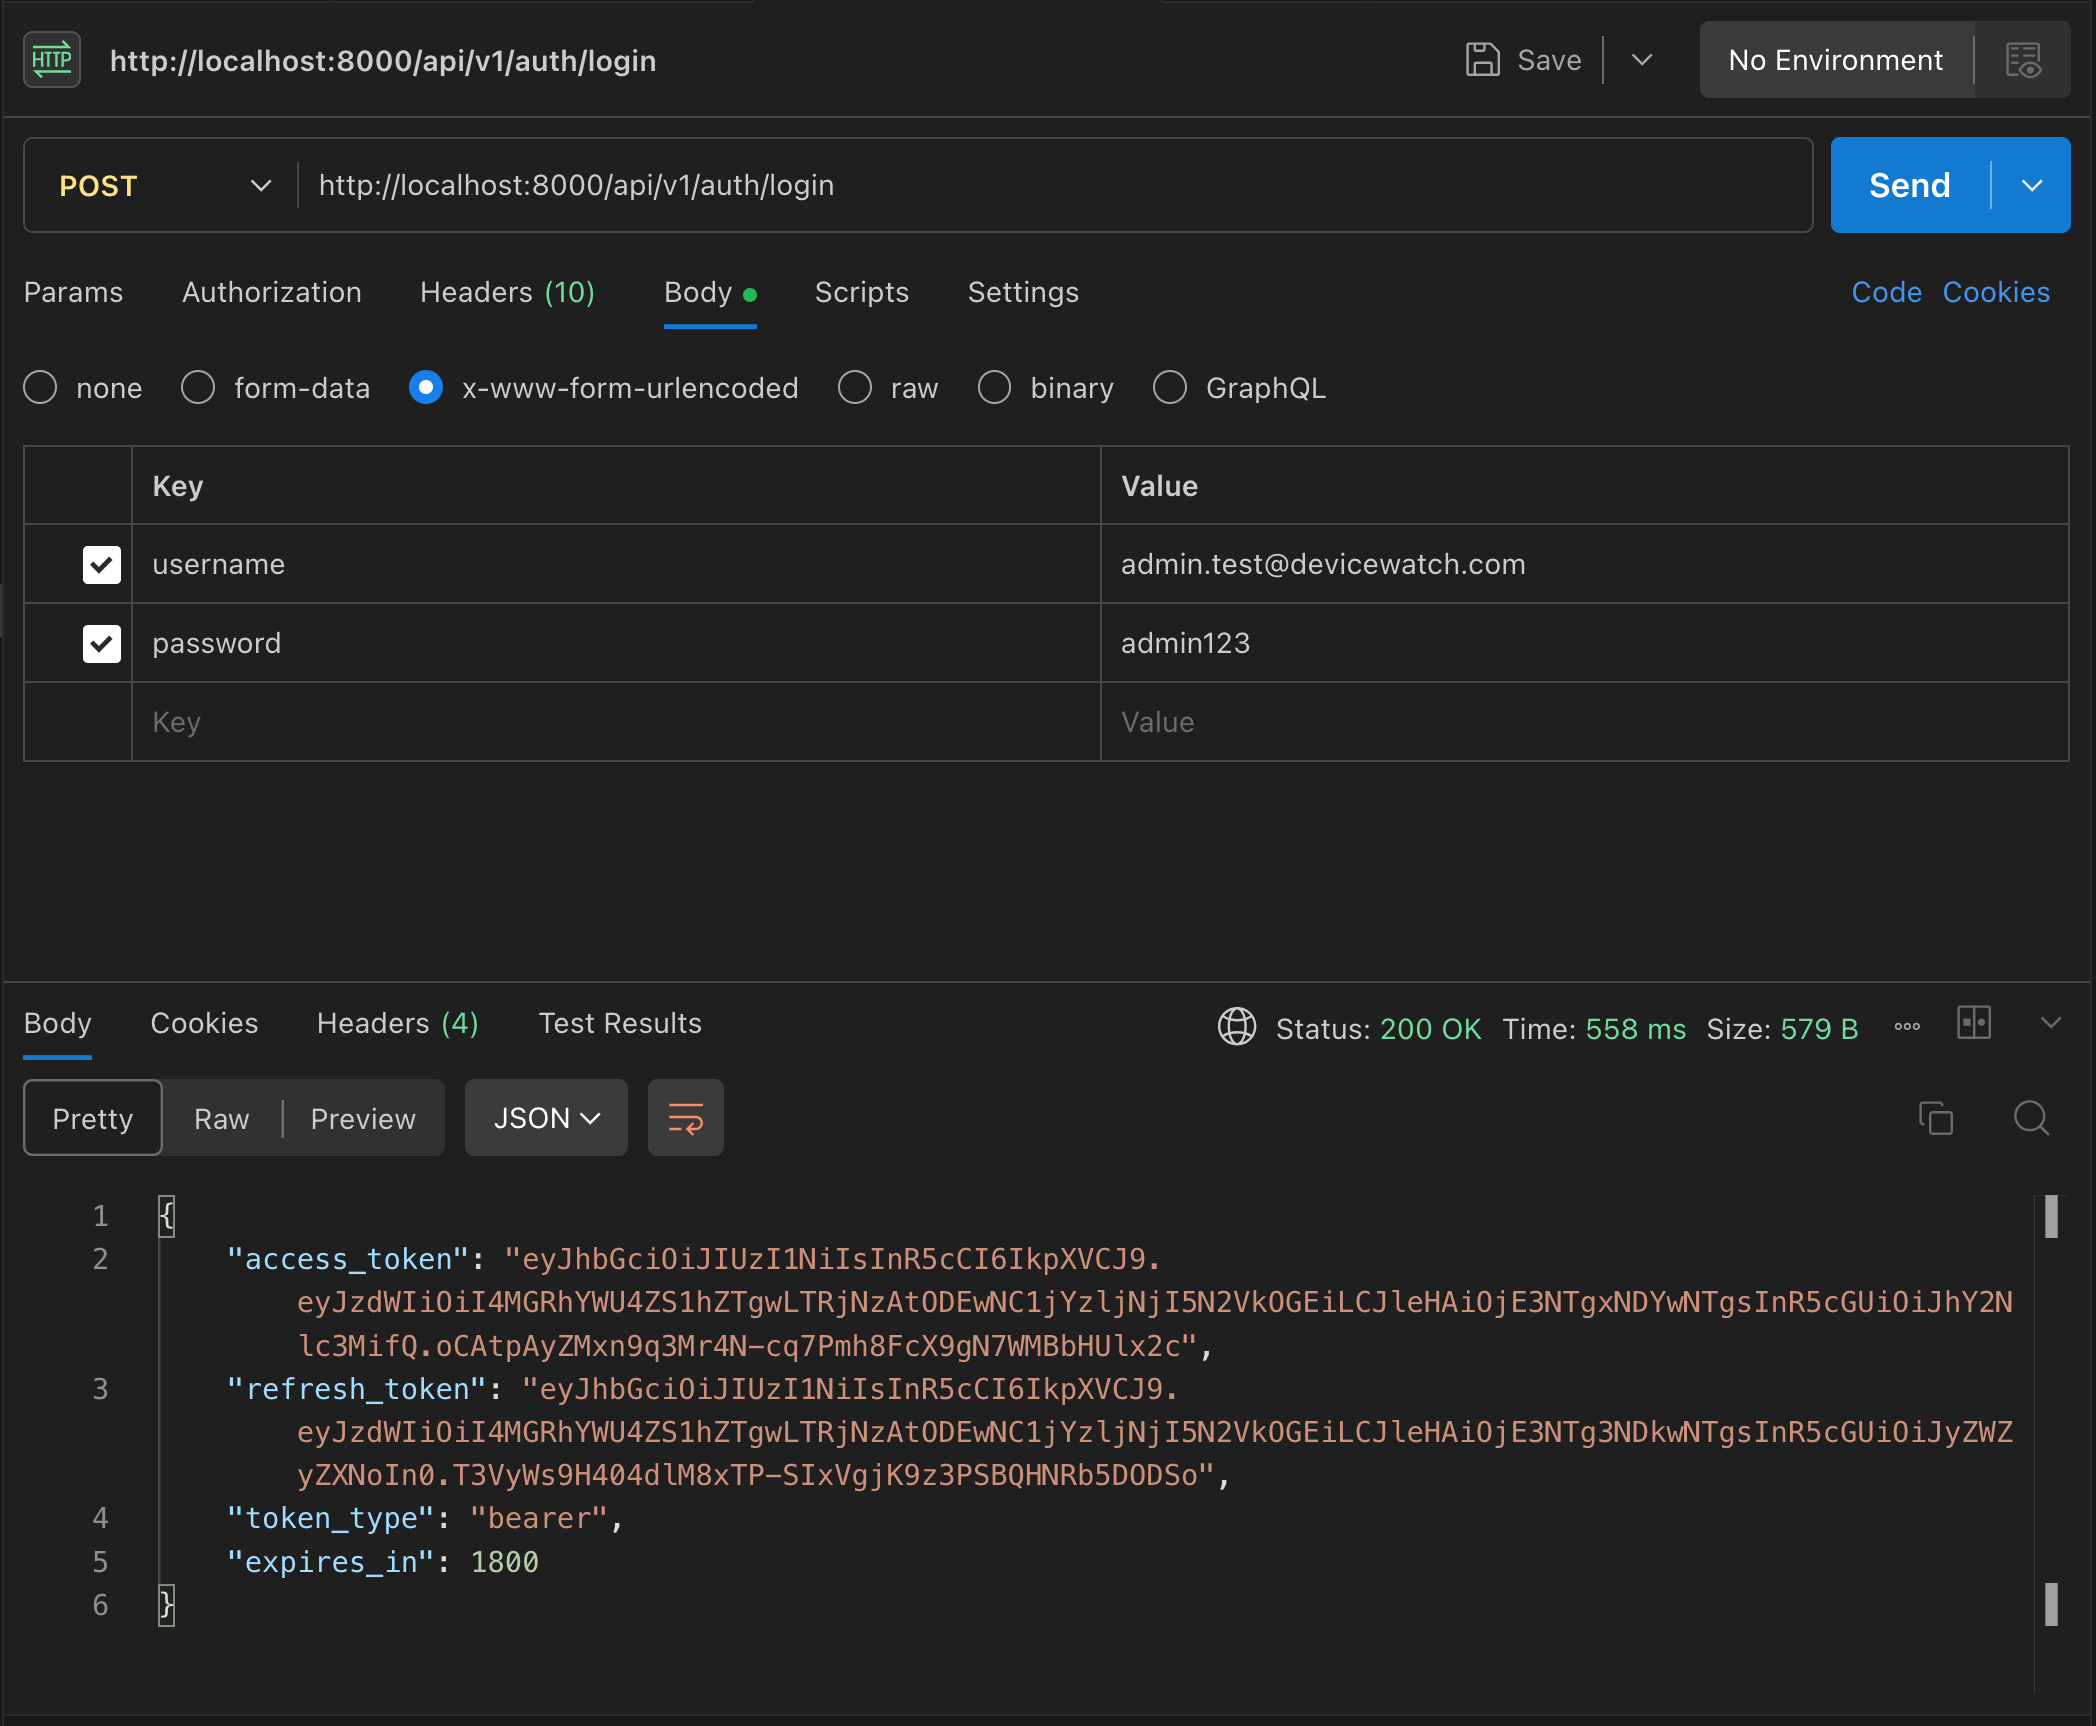 HTTP http://localhost:8000/api/v1/auth/login Save No Environment
POST http://localhost:8000/api/v1/auth/login Send
Params Authorization Headers (10) Body Scripts Settings Code Cookies
none form-data x-www-form-urlencoded raw binary GraphQL
Key Value
username admin.test@devicewatch.com
password admin123
Key Value
Body Cookies Headers (4) Test Results Status: 200 OK Time: 558 ms Size: 579 B
Pretty Raw Preview JSON
1 {
2 "access_token": "eyJhbGciOiJIUzI1NiIsInR5cCI6IkpXVCJ9.
eyJzdWIiOiI4MGRhYWU4ZS1hZTgwLTRjNzAtODEwNC1jYzljNjI5N2VkOGEiLCJleHAiOjE3NTgxNDYwNTgsInR5cGUiOiJhY2N
lc3MifQ.oCAtpAyZMxn9q3Mr4N-cq7Pmh8FcX9gN7WMBbHUlx2c",
3 "refresh_token": "eyJhbGciOiJIUzI1NiIsInR5cCI6IkpXVCJ9.
eyJzdWIiOiI4MGRhYWU4ZS1hZTgwLTRjNzAtODEwNC1jYzljNjI5N2VkOGEiLCJleHAiOjE3NTg3NDkwNTgsInR5cGUiOiJyZWZ
yZXNoIn0.T3VyWs9H404dlM8xTP-SIxVgjK9z3PSBQHNRb5DODSo",
4 "token_type": "bearer",
5 "expires_in": 1800
6 }